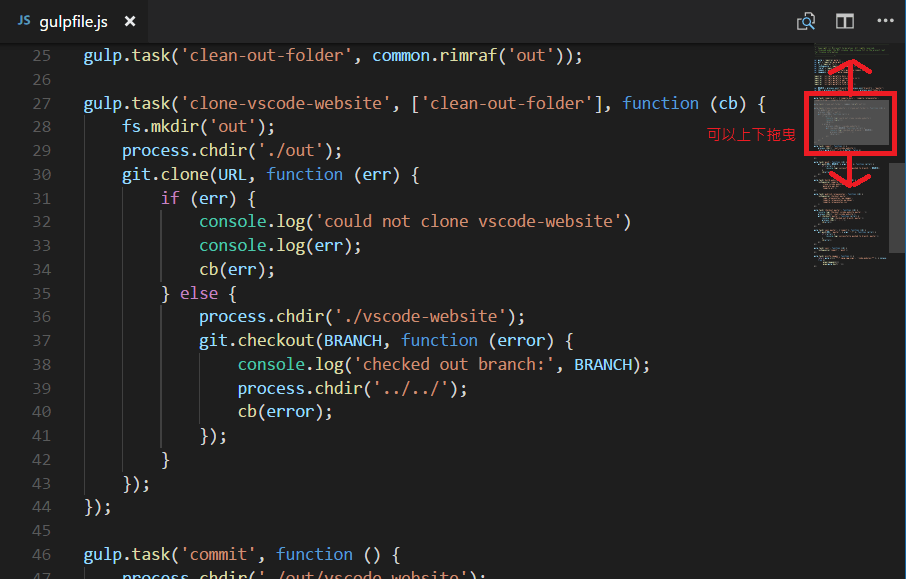 JS gulpfile.js
25 gulp.task('clean-out-folder', common.rimraf('out'));
26
27 gulp.task('clone-vscode-website', ['clean-out-folder'], function (cb) {
28 fs.mkdir('out');
29 process.chdir('./out');
30 git.clone(URL, function (err) {
31 if (err) {
32 console.log('could not clone vscode-website')
33 console.log(err);
34 cb(err);
35 } else {
36 process.chdir('./vscode-website');
37 git.checkout(BRANCH, function (error) {
38 console.log('checked out branch:', BRANCH);
39 process.chdir('../../');
40 cb(error);
41 });
42 }
43 });
44 });
45
46 gulp.task('commit', function () {
47 process.chdir('./out/vscode-website');
可以上下拖曳